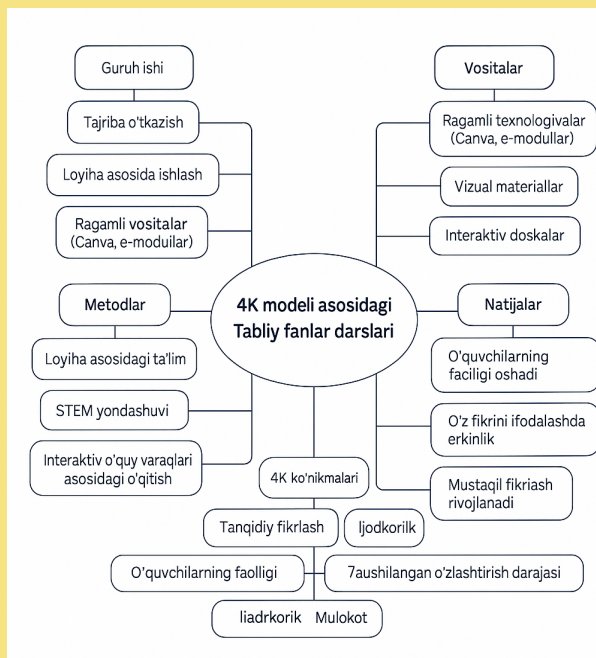 Guruh ishi
Tajriba o'tkazish
Loyiha asosida ishlash
Ragamli vositalar
(Canva, e-moduilar)
Vositalar
Ragamli texnologivalar
(Canva, e-modullar)
Vizual materiallar
Interaktiv doskalar
4K modeli asosidagi
Tabliy fanlar darslari
Metodlar
Loyiha asosidagi ta'lim
STEM yondashuvi
Interaktiv o'quy varaqlari
asosidagi o'qitish
Natijalar
O'quvchilarning
faciligi oshadi
O'z fikrini ifodalashda
erkinlik
Mustaqil fikriash
rivojlanadi
4K ko'nikmalari
Tanqidiy fikrlash
Ijodkorilk
O'quvchilarning faolligi
7aushilangan o'zlashtirish darajasi
liadrkorik Mulokot